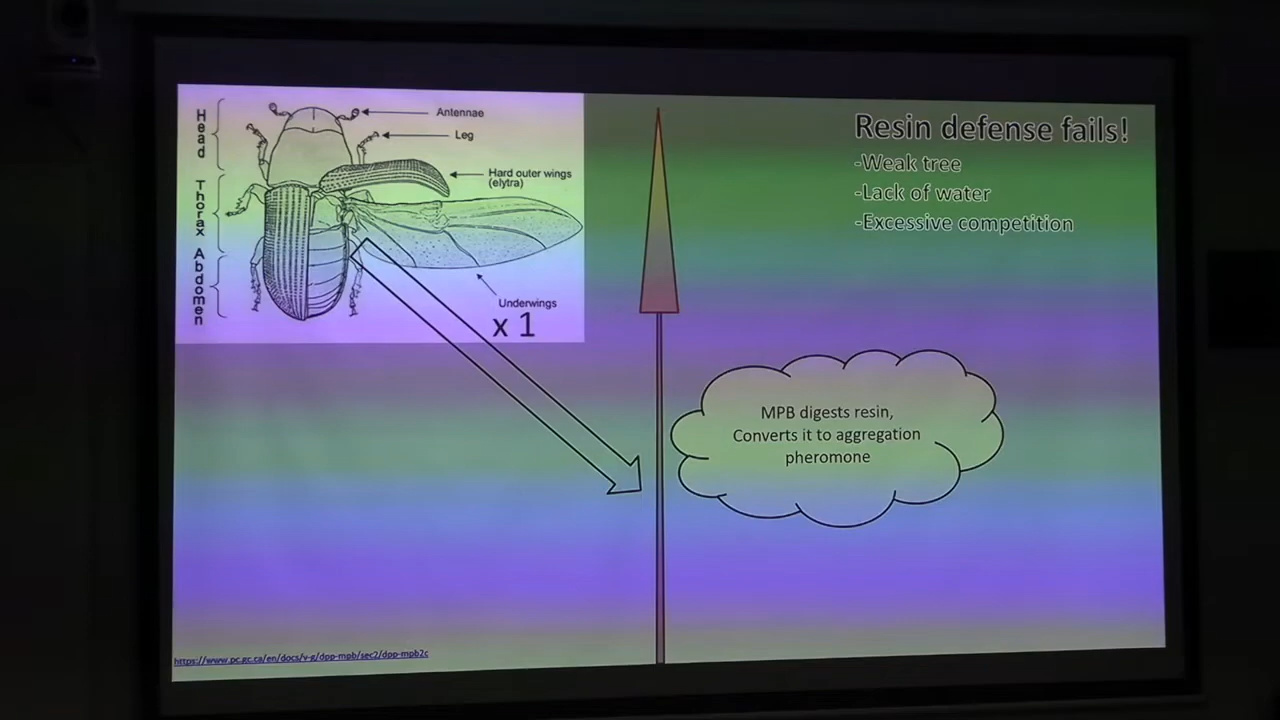 Head
Thorax
Abdomen
Antennae
Leg
Hard outer wings
(elytra)
Underwings
x 1
Resin defense fails!
-Weak tree
-Lack of water
-Excessive competition
MPB digests resin,
Converts it to aggregation
pheromone
https://www.pc.gc.ca/en/docs/v-g/dpp-mpb/sec2/dpp-mpb2c